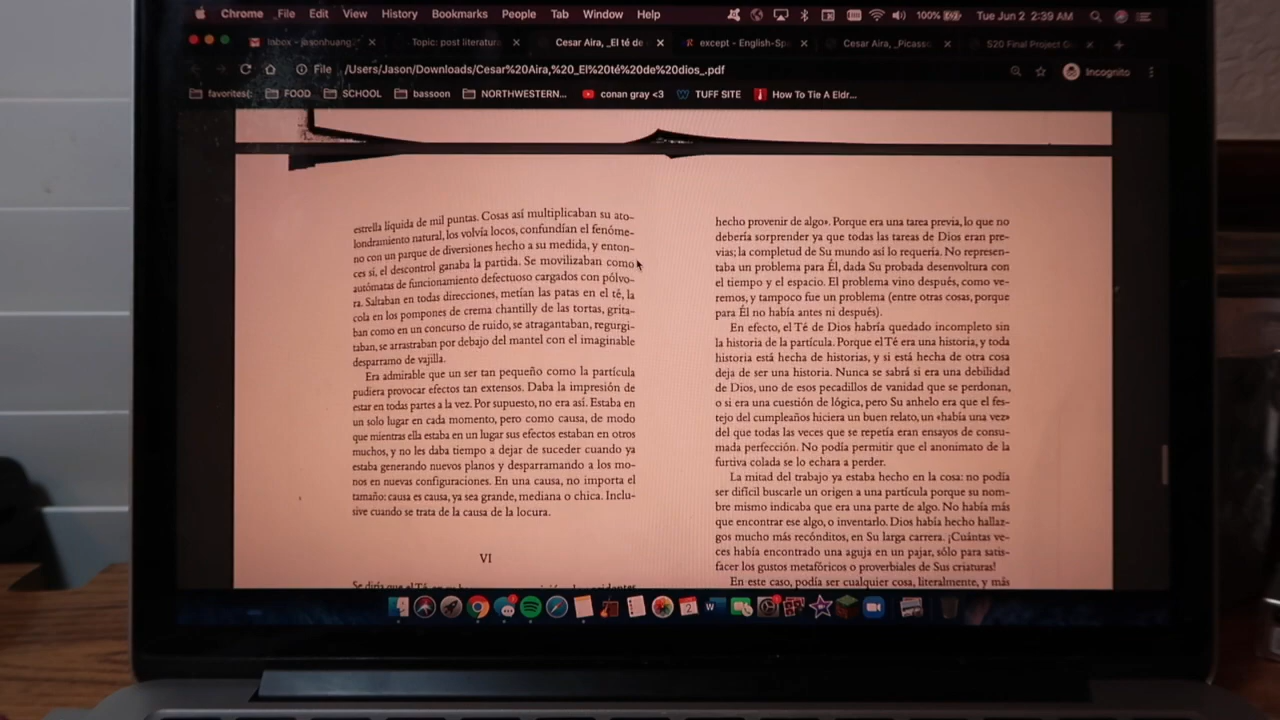 Chrome File Edit View History Bookmarks People Tab Window Help 100% Tue Jun 2 2:39 AM
Inbox - jasonhuang. Topic: post literatur Cesar Aira, _El té de except - English-Sp Cesar Aira, _Picass S20 Final Project G
File /Users/Jason/Downloads/Cesar%20Aira,%20_El%20té%20de%20dios_.pdf Incognito
favorites(: FOOD SCHOOL bassoon NORTHWESTERN... conan gray <3 TUFF SITE How To Tie A Eldr...
estrella líquida de mil puntas. Cosas así multiplicaban su ato-
londramiento natural, los volvía locos, confundían el fenóme-
no con un parque de diversiones hecho a su medida, y enton-
ces sí, el descontrol ganaba la partida. Se movilizaban como
autómatas de funcionamiento defectuoso cargados con pólvo-
ra. Saltaban en todas direcciones, metían las patas en el té, la
cola en los pompones de crema chantilly de las tortas, grita-
ban como en un concurso de ruido, se atragantaban, regurgi-
taban, se arrastraban por debajo del mantel con el imaginable
desparramo de vajilla.
Era admirable que un ser tan pequeño como la partícula
pudiera provocar efectos tan extensos. Daba la impresión de
estar en todas partes a la vez. Por supuesto, no era así. Estaba en
un solo lugar en cada momento, pero como causa, de modo
que mientras ella estaba en un lugar sus efectos estaban en otros
muchos, y no les daba tiempo a dejar de suceder cuando ya
estaba generando nuevos planos y desparramando a los mo-
nos en nuevas configuraciones. En una causa, no importa el
tamaño: causa es causa, ya sea grande, mediana o chica. Inclu-
sive cuando se trata de la causa de la locura.
VI
Se diría que el Té
hecho provenir de algo». Porque era una tarea previa, lo que no
debería sorprender ya que todas las tareas de Dios eran pre-
vias; la completud de Su mundo así lo requería. No represen-
taba un problema para Él, dada Su probada desenvoltura con
el tiempo y el espacio. El problema vino después, como ve-
remos, y tampoco fue un problema (entre otras cosas, porque
para Él no había antes ni después).
En efecto, el Té de Dios habría quedado incompleto sin
la historia de la partícula. Porque el Té era una historia, y toda
historia está hecha de historias, y si está hecha de otra cosa
deja de ser una historia. Nunca se sabrá si era una debilidad
de Dios, uno de esos pecadillos de vanidad que se perdonan,
o si era una cuestión de lógica, pero Su anhelo era que el fes-
tejo del cumpleaños hiciera un buen relato, un «había una vez»
del que todas las veces que se repetía eran ensayos de consu-
mada perfección. No podía permitir que el anonimato de la
furtiva colada se lo echara a perder.
La mitad del trabajo ya estaba hecho en la cosa: no podía
ser difícil buscarle un origen a una partícula porque su nom-
bre mismo indicaba que era una parte de algo. No había más
que encontrar ese algo, o inventarlo. Dios había hecho hallaz-
gos mucho más recónditos, en Su larga carrera. ¡Cuántas ve-
ces había encontrado una aguja en un pajar, sólo para satis-
facer los gustos metafóricos o proverbiales de Sus criaturas!
En este caso, podía ser cualquier cosa, literalmente, y más